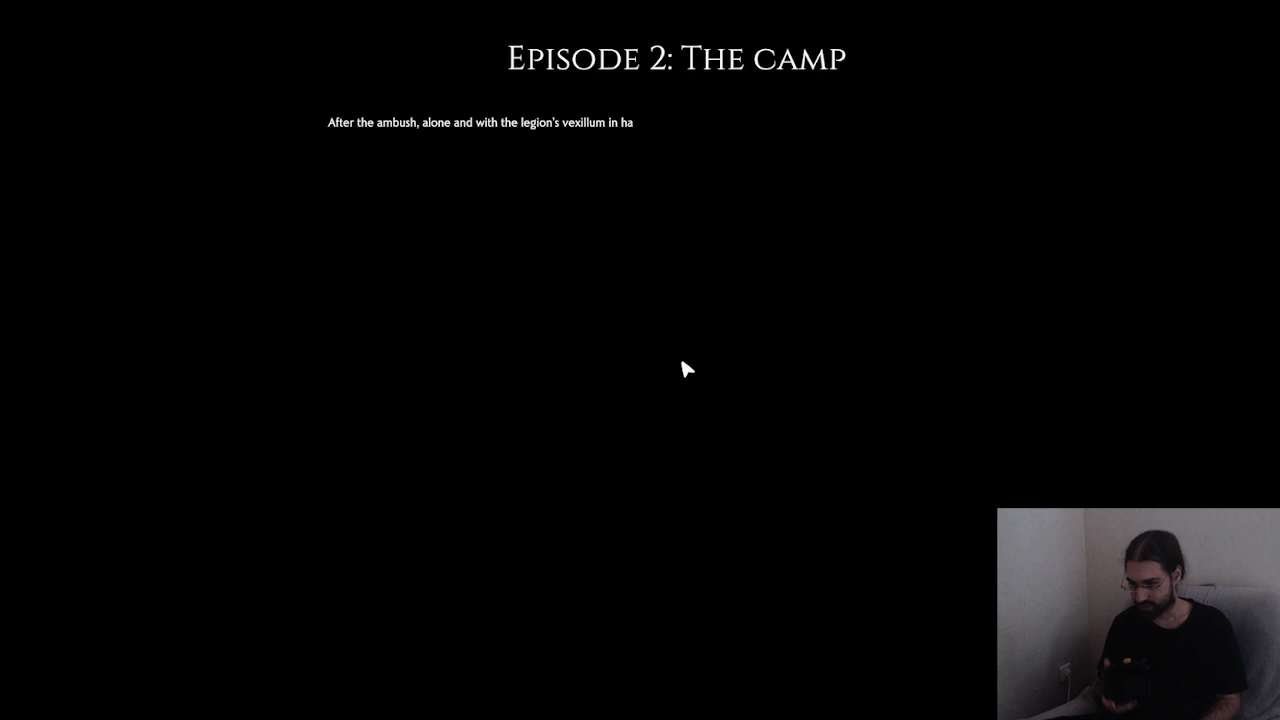 Episode 2: The camp
After the ambush, alone and with the legion's vexillum in ha